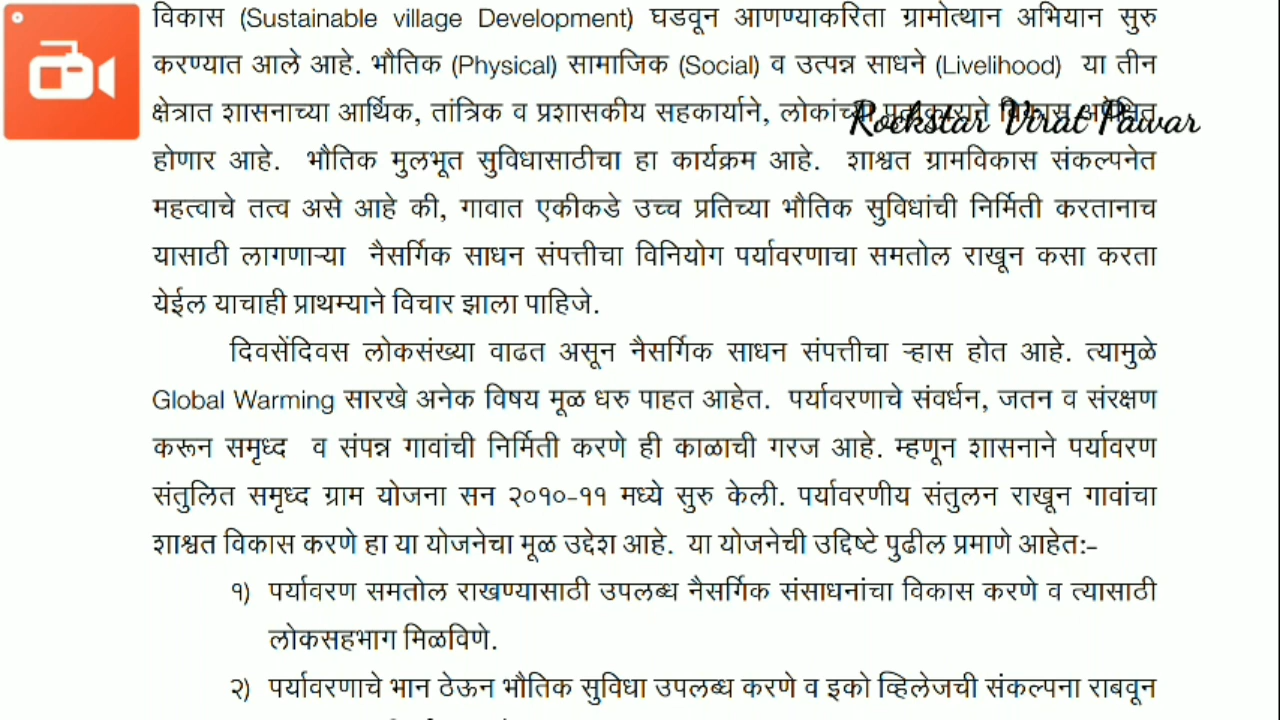 विकास (Sustainable village Development) घडवून आणण्याकरिता ग्रामोत्थान अभियान सुरु
करण्यात आले आहे. भौतिक (Physical) सामाजिक (Social) व उत्पन्न साधने (Livelihood) या तीन
क्षेत्रात शासनाच्या आर्थिक, तांत्रिक व प्रशासकीय सहकार्याने, लोकांच्या विकास अपेक्षित
Rockstar Virat Pawar
होणार आहे. भौतिक मुलभूत सुविधासाठीचा हा कार्यक्रम आहे. शाश्वत ग्रामविकास संकल्पनेत
महत्वाचे तत्व असे आहे की, गावात एकीकडे उच्च प्रतिच्या भौतिक सुविधांची निर्मिती करतानाच
यासाठी लागणाऱ्या नैसर्गिक साधन संपत्तीचा विनियोग पर्यावरणाचा समतोल राखून कसा करता
येईल याचाही प्राथम्याने विचार झाला पाहिजे.
दिवसेंदिवस लोकसंख्या वाढत असून नैसर्गिक साधन संपत्तीचा ऱ्हास होत आहे. त्यामुळे
Global Warming सारखे अनेक विषय मूळ धरु पाहत आहेत. पर्यावरणाचे संवर्धन, जतन व संरक्षण
करून समृध्द व संपन्न गावांची निर्मिती करणे ही काळाची गरज आहे. म्हणून शासनाने पर्यावरण
संतुलित समृध्द ग्राम योजना सन २०१०-११ मध्ये सुरु केली. पर्यावरणीय संतुलन राखून गावांचा
शाश्वत विकास करणे हा या योजनेचा मूळ उद्देश आहे. या योजनेची उद्दिष्टे पुढील प्रमाणे आहेत:-
१) पर्यावरण समतोल राखण्यासाठी उपलब्ध नैसर्गिक संसाधनांचा विकास करणे व त्यासाठी
लोकसहभाग मिळविणे.
२) पर्यावरणाचे भान ठेऊन भौतिक सुविधा उपलब्ध करणे व इको व्हिलेजची संकल्पना राबवून